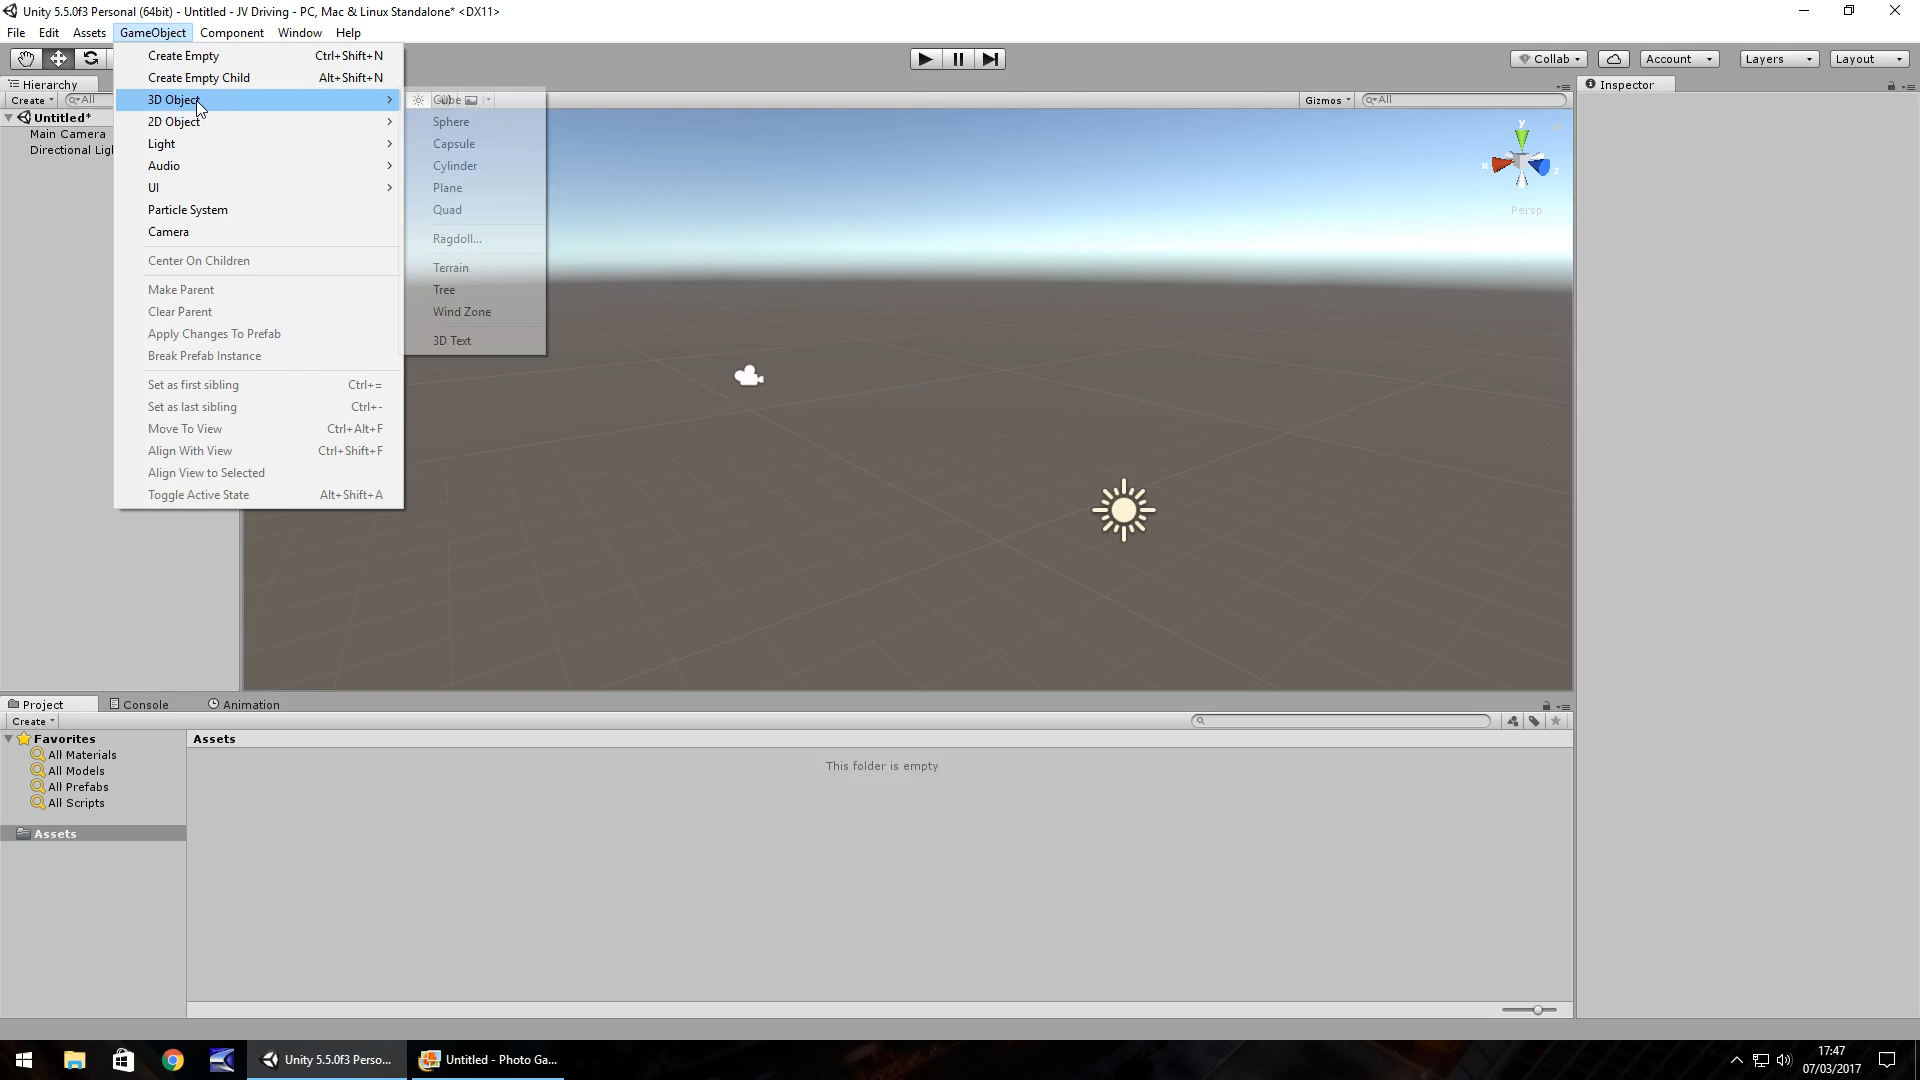 Unity 5.5.0f3 Personal (64bit) - Untitled - JV Driving - PC, Mac & Linux Standalone* <DX11>
File Edit Assets GameObject Component Window Help
Collab Account Layers Layout
Hierarchy
Create All
Untitled*
Main Camera
Directional Ligh
Create Empty Ctrl+Shift+N
Create Empty Child Alt+Shift+N
3D Object
2D Object
Light
Audio
UI
Particle System
Camera
Center On Children
Make Parent
Clear Parent
Apply Changes To Prefab
Break Prefab Instance
Set as first sibling Ctrl+=
Set as last sibling Ctrl+-
Move To View Ctrl+Alt+F
Align With View Ctrl+Shift+F
Align View to Selected
Toggle Active State Alt+Shift+A
Cube
Sphere
Capsule
Cylinder
Plane
Quad
Ragdoll...
Terrain
Tree
Wind Zone
3D Text
Gizmos All
y
x z
Persp
Inspector
Project Console Animation
Create
Favorites
All Materials
All Models
All Prefabs
All Scripts
Assets
Assets
This folder is empty
Unity 5.5.0f3 Perso...
Untitled - Photo Ga...
17:47
07/03/2017